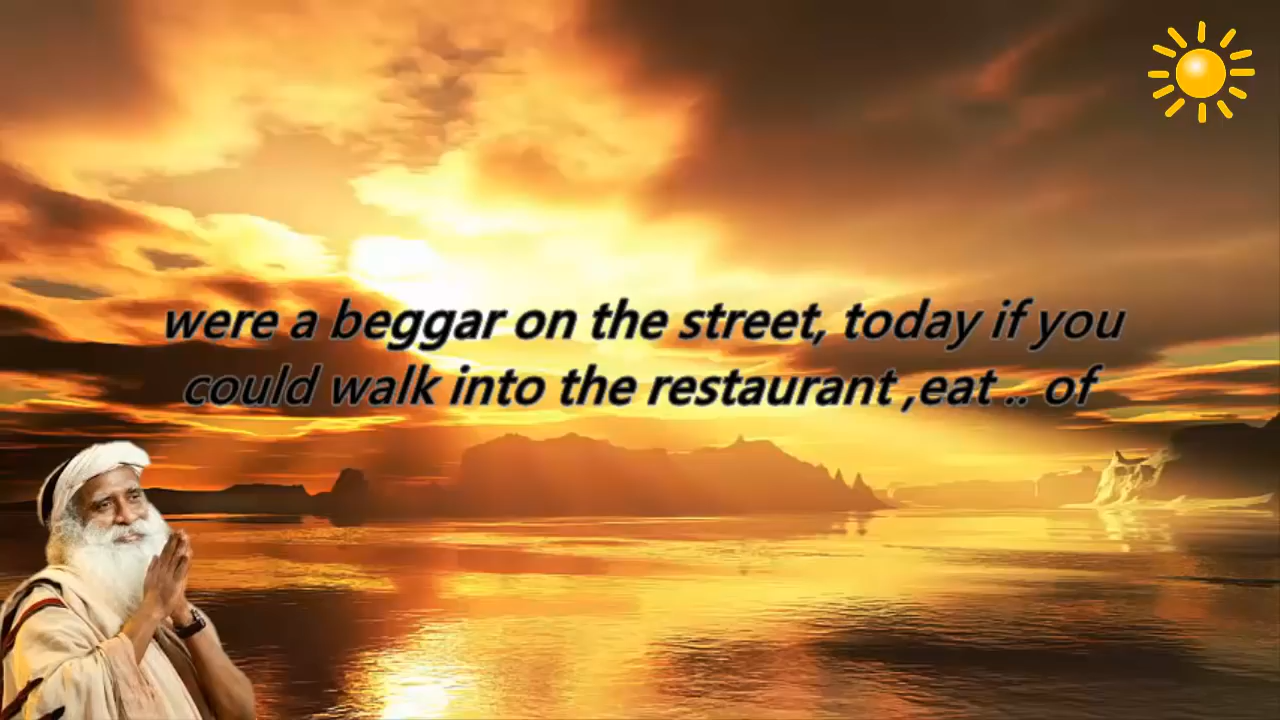 were a beggar on the street, today if you
could walk into the restaurant ,eat .. of